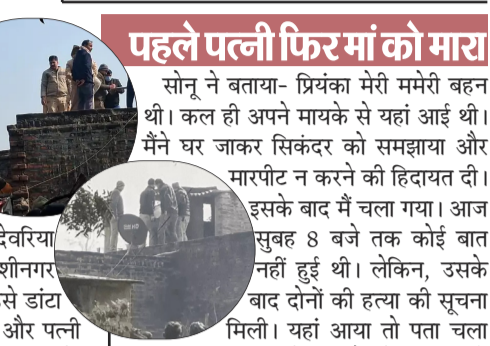 पहले पत्नी फिर मां को मारा
सोनू ने बताया- प्रियंका मेरी ममेरी बहन
थी। कल ही अपने मायके से यहां आई थी।
मैंने घर जाकर सिकंदर को समझाया और
मारपीट न करने की हिदायत दी।
इसके बाद मैं चला गया। आज
सुबह 8 बजे तक कोई बात
नहीं हुई थी। लेकिन, उसके
बाद दोनों की हत्या की सूचना
मिली। यहां आया तो पता चला
देवरिया
शीनगर
से डांटा
और पत्नी